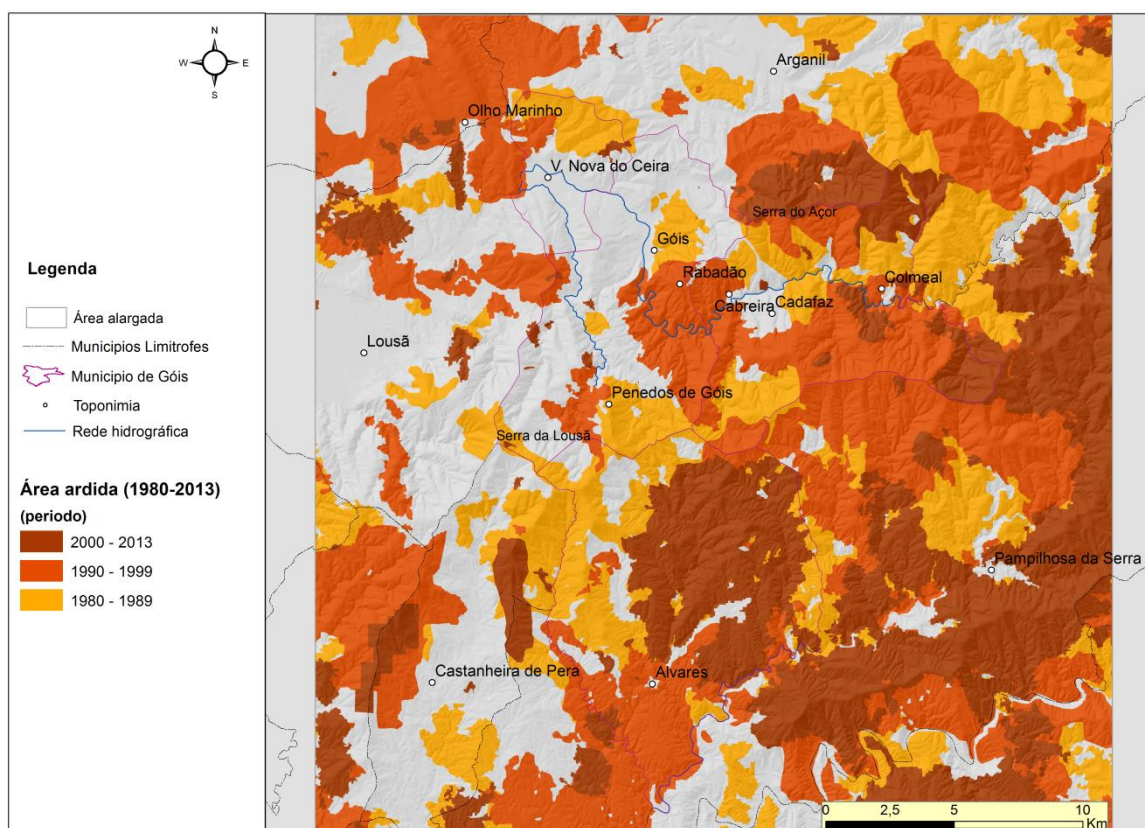 N
W E
S
Legenda
Área alargada
Municipios Limitrofes
Municipio de Góis
Toponimia
Rede hidrográfica
Área ardida (1980-2013)
(periodo)
2000 - 2013
1990 - 1999
1980 - 1989
Arganil
Olho Marinho
V. Nova do Ceira
Serra do Açor
Góis
Rabadão
Colmeal
Cabreira
Cadafaz
Lousã
Penedos de Góis
Serra da Lousã
Pampilhosa da Serra
Castanheira de Pera
Alvares
0 2,5 5 10
Km